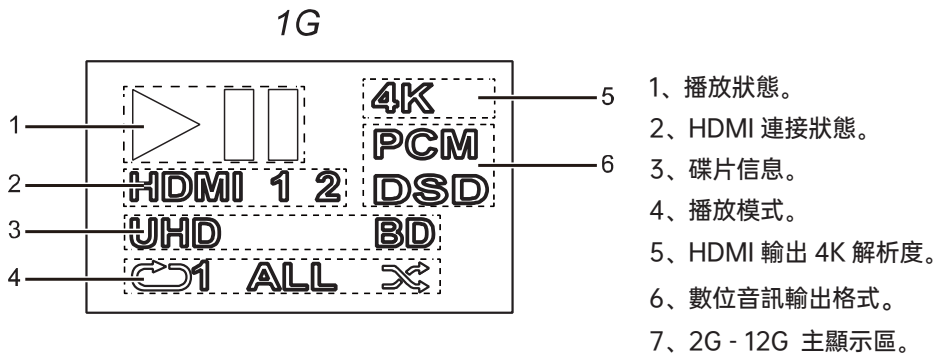 1G
4K
5
PCM
1
6
HDMI 1 2
2
DSD
UHD BD
3
1 ALL
4
1、播放狀態。
2、HDMI 連接狀態。
3、碟片信息。
4、播放模式。
5、HDMI 輸出 4K 解析度。
6、數位音訊輸出格式。
7、2G - 12G 主顯示區。